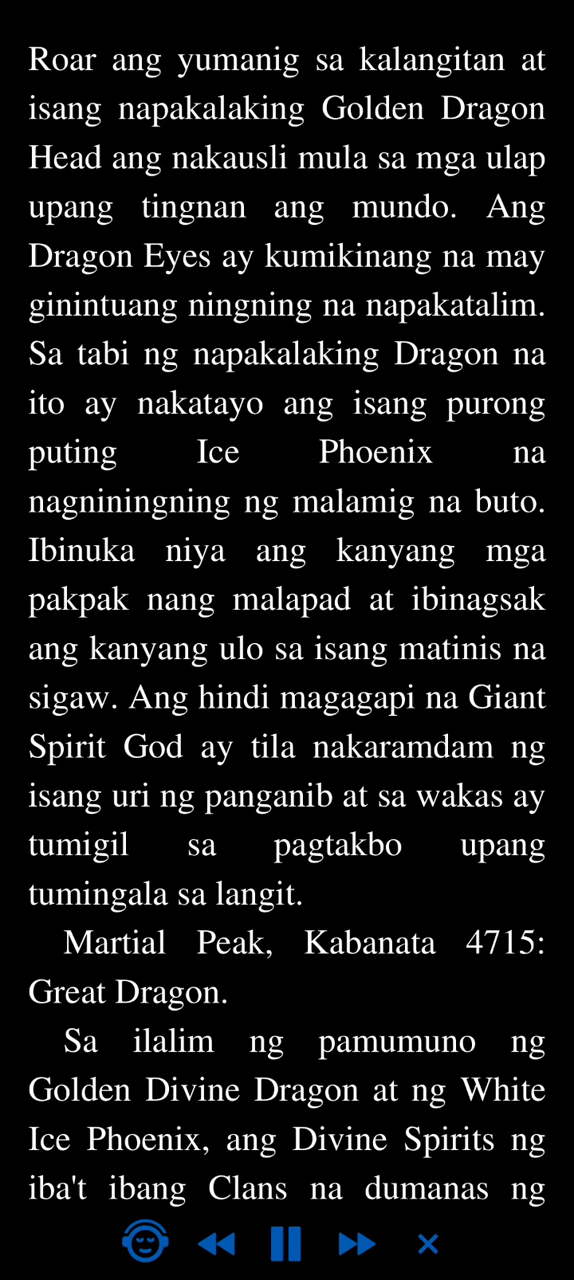 Roar ang yumanig sa kalangitan at
isang napakalaking Golden Dragon
Head ang nakausli mula sa mga ulap
upang tingnan ang mundo. Ang
Dragon Eyes ay kumikinang na may
ginintuang ningning na napakatalim.
Sa tabi ng napakalaking Dragon na
ito ay nakatayo ang isang purong
puting Ice Phoenix na
nagniningning ng malamig na buto.
Ibinuka niya ang kanyang mga
pakpak nang malapad at ibinagsak
ang kanyang ulo sa isang matinis na
sigaw. Ang hindi magagapi na Giant
Spirit God ay tila nakaramdam ng
isang uri ng panganib at sa wakas ay
tumigil sa pagtakbo upang
tumingala sa langit.
Martial Peak, Kabanata 4715:
Great Dragon.
Sa ilalim ng pamumuno ng
Golden Divine Dragon at ng White
Ice Phoenix, ang Divine Spirits ng
iba't ibang Clans na dumanas ng